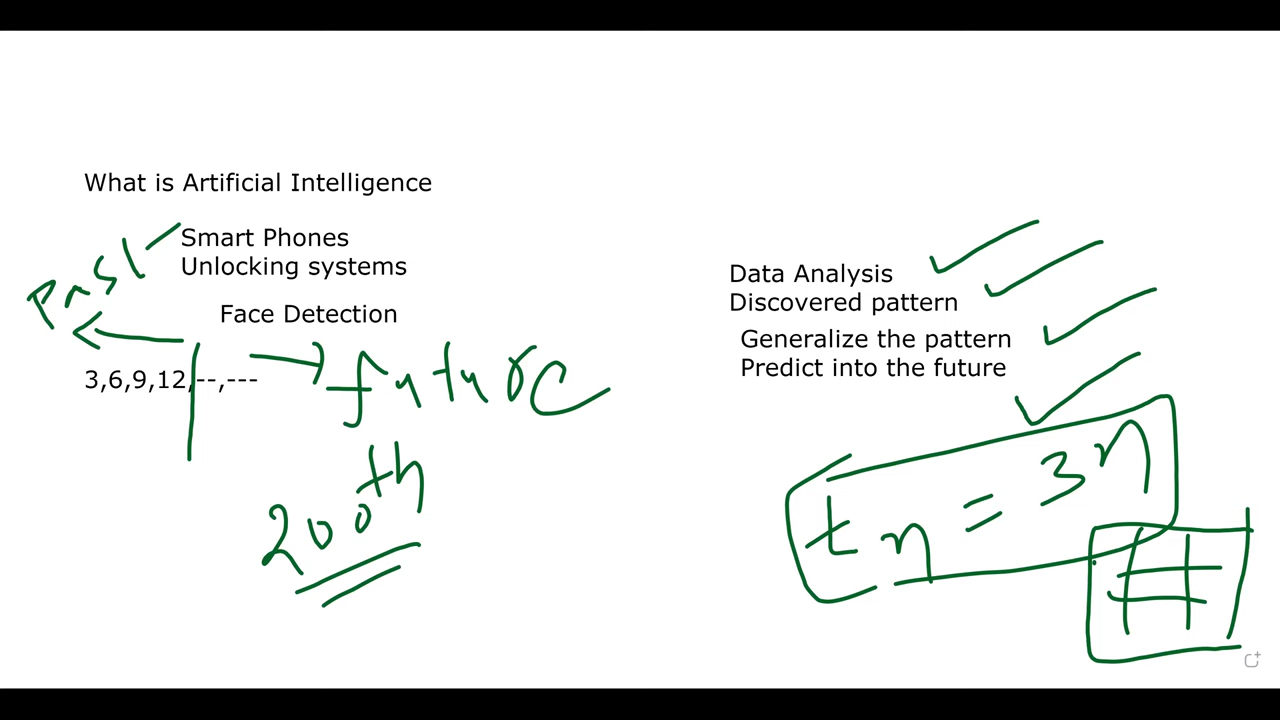 What is Artificial Intelligence
Smart Phones
Unlocking systems
Face Detection
Past
3,6,9,12,--,---
future
200th
Data Analysis
Discovered pattern
Generalize the pattern
Predict into the future
tn = 3n